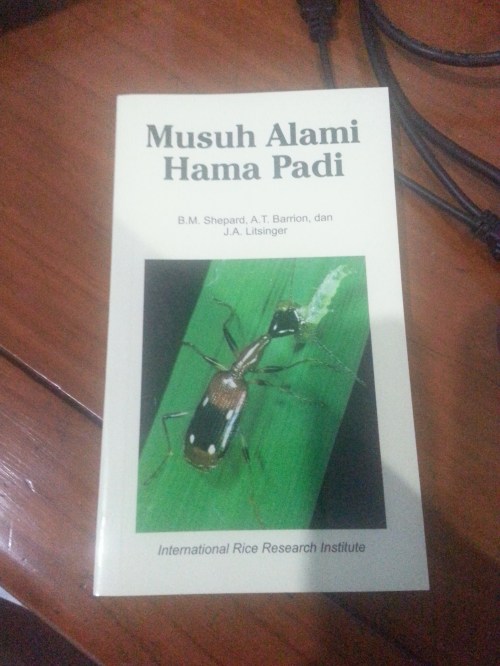 Musuh Alami
Hama Padi
B.M. Shepard, A.T. Barrion, dan
J.A. Litsinger
International Rice Research Institute